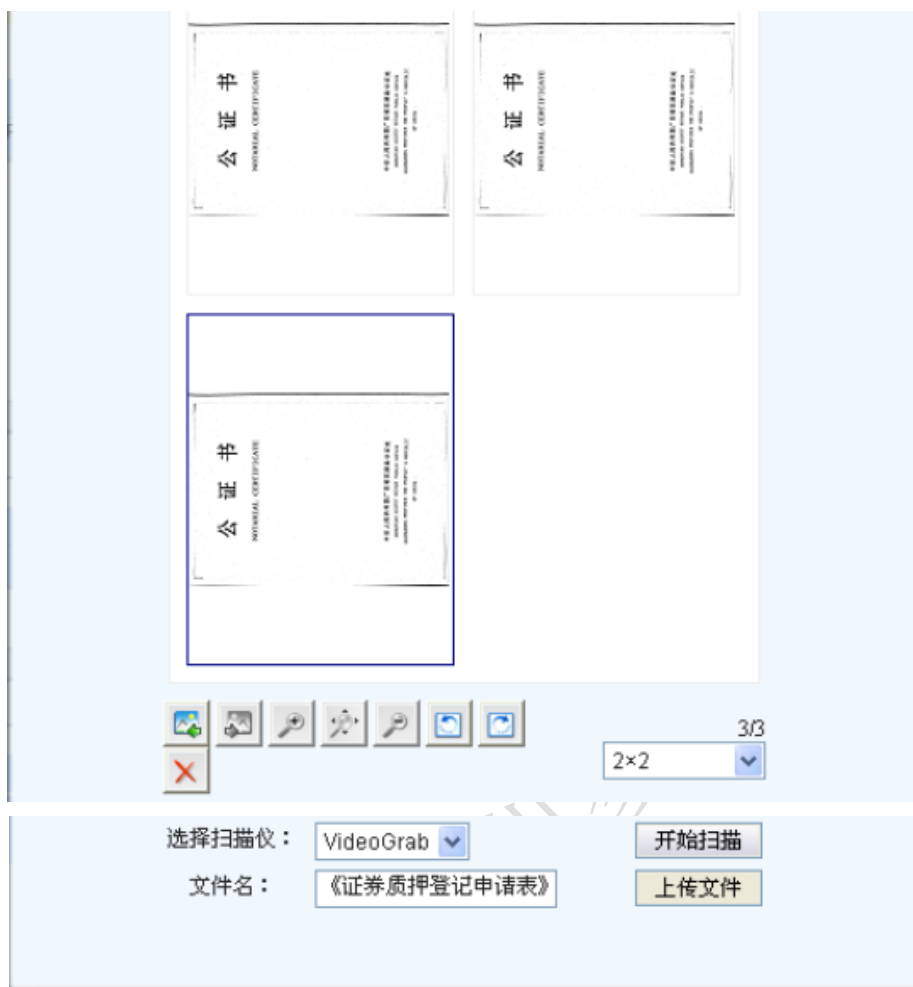 公证书
NOTARIAL CERTIFICATE
公证书
NOTARIAL CERTIFICATE
公证书
NOTARIAL CERTIFICATE
3/3
2×2
选择扫描仪： VideoGrab 开始扫描
文件名： 《证券质押登记申请表》 上传文件